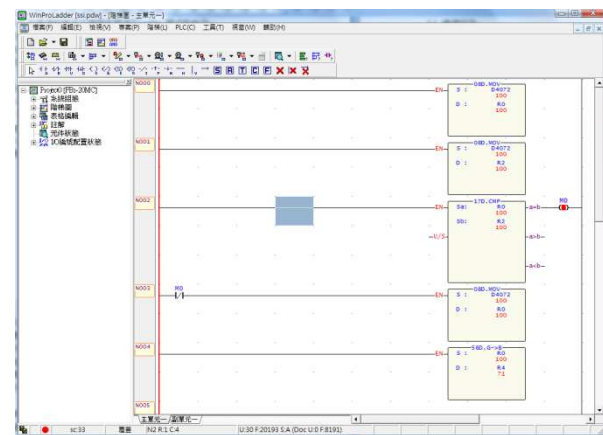 WinProLadder [ssi.pdw] - [階梯圖 - 主單元一]
檔案(F) 編輯(E) 檢視(V) 專案(P) 階梯(L) PLC(C) 工具(T) 視窗(W) 輔助(H)
S R T C F
Project0 [FBs-20MC]
系統組態
階梯圖
表格編輯
註解
元件狀態
I/O編號配置狀態
N000
EN
08D.MOV
S : D4072
100
D : R0
100
N001
EN
08D.MOV
S : D4072
100
D : R2
100
N002
EN
17D.CMP
Sa: R0
100
a=b
M0
U/S
Sb: R2
100
a>b
a<b
N003
M0
EN
08D.MOV
S : D4072
100
D : R0
100
N004
EN
S : R0
100
D : R4
71
N005
主單元一 副單元一
sc:33 覆蓋 N2 R:1 C:4 U:30 F:20193 S:A (Doc U:0 F:8191)